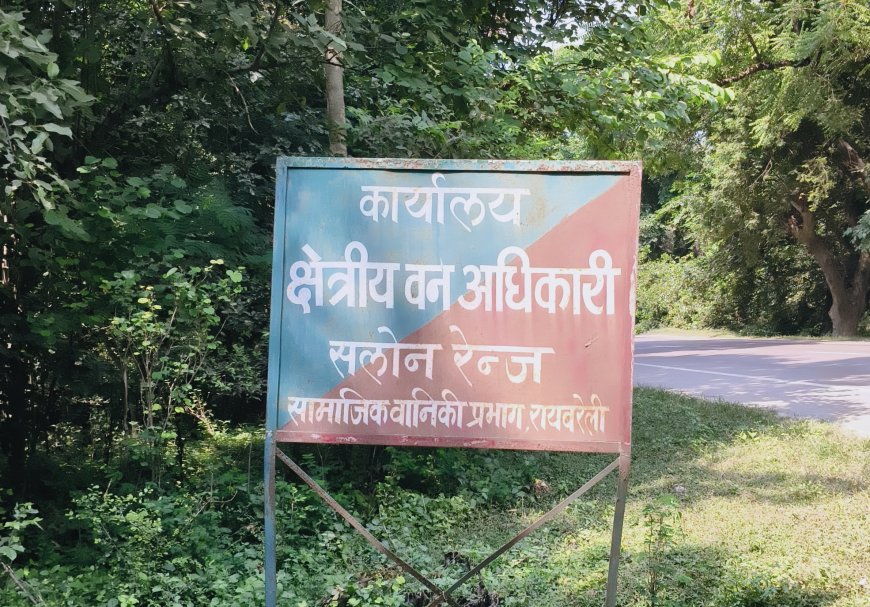 कार्यालय
क्षेत्रीय वन अधिकारी
सलोन रेन्ज
सामाजिक वानिकी प्रभाग, रायबरेली